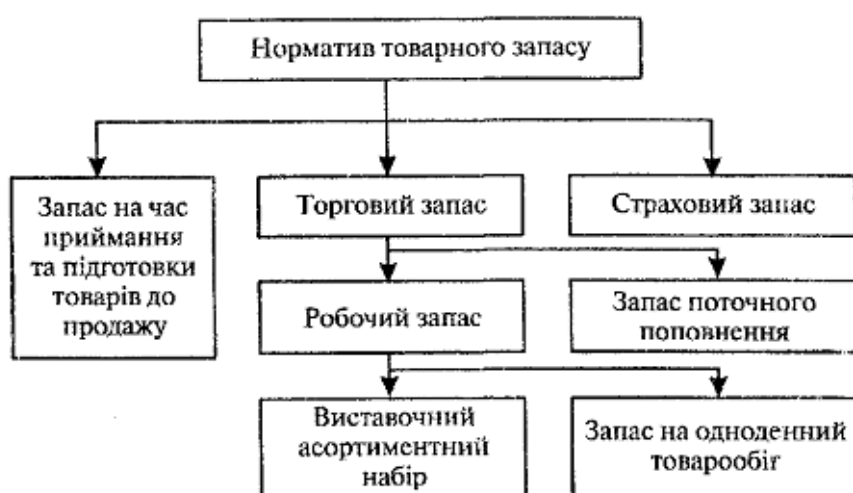 Норматив товарного запасу
Запас на час
приймання
та підготовки
товарів до
продажу
Торговий запас
Страховий запас
Робочий запас
Запас поточного
поповнення
Виставочний
асортиментний
набір
Запас на одноденний
товарообіг